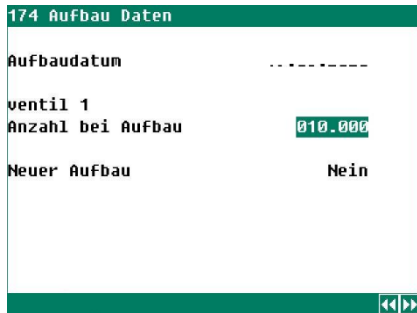 174 Aufbau Daten
Aufbaudatum --.--.----
ventil 1
Anzahl bei Aufbau 010.000
Neuer Aufbau Nein